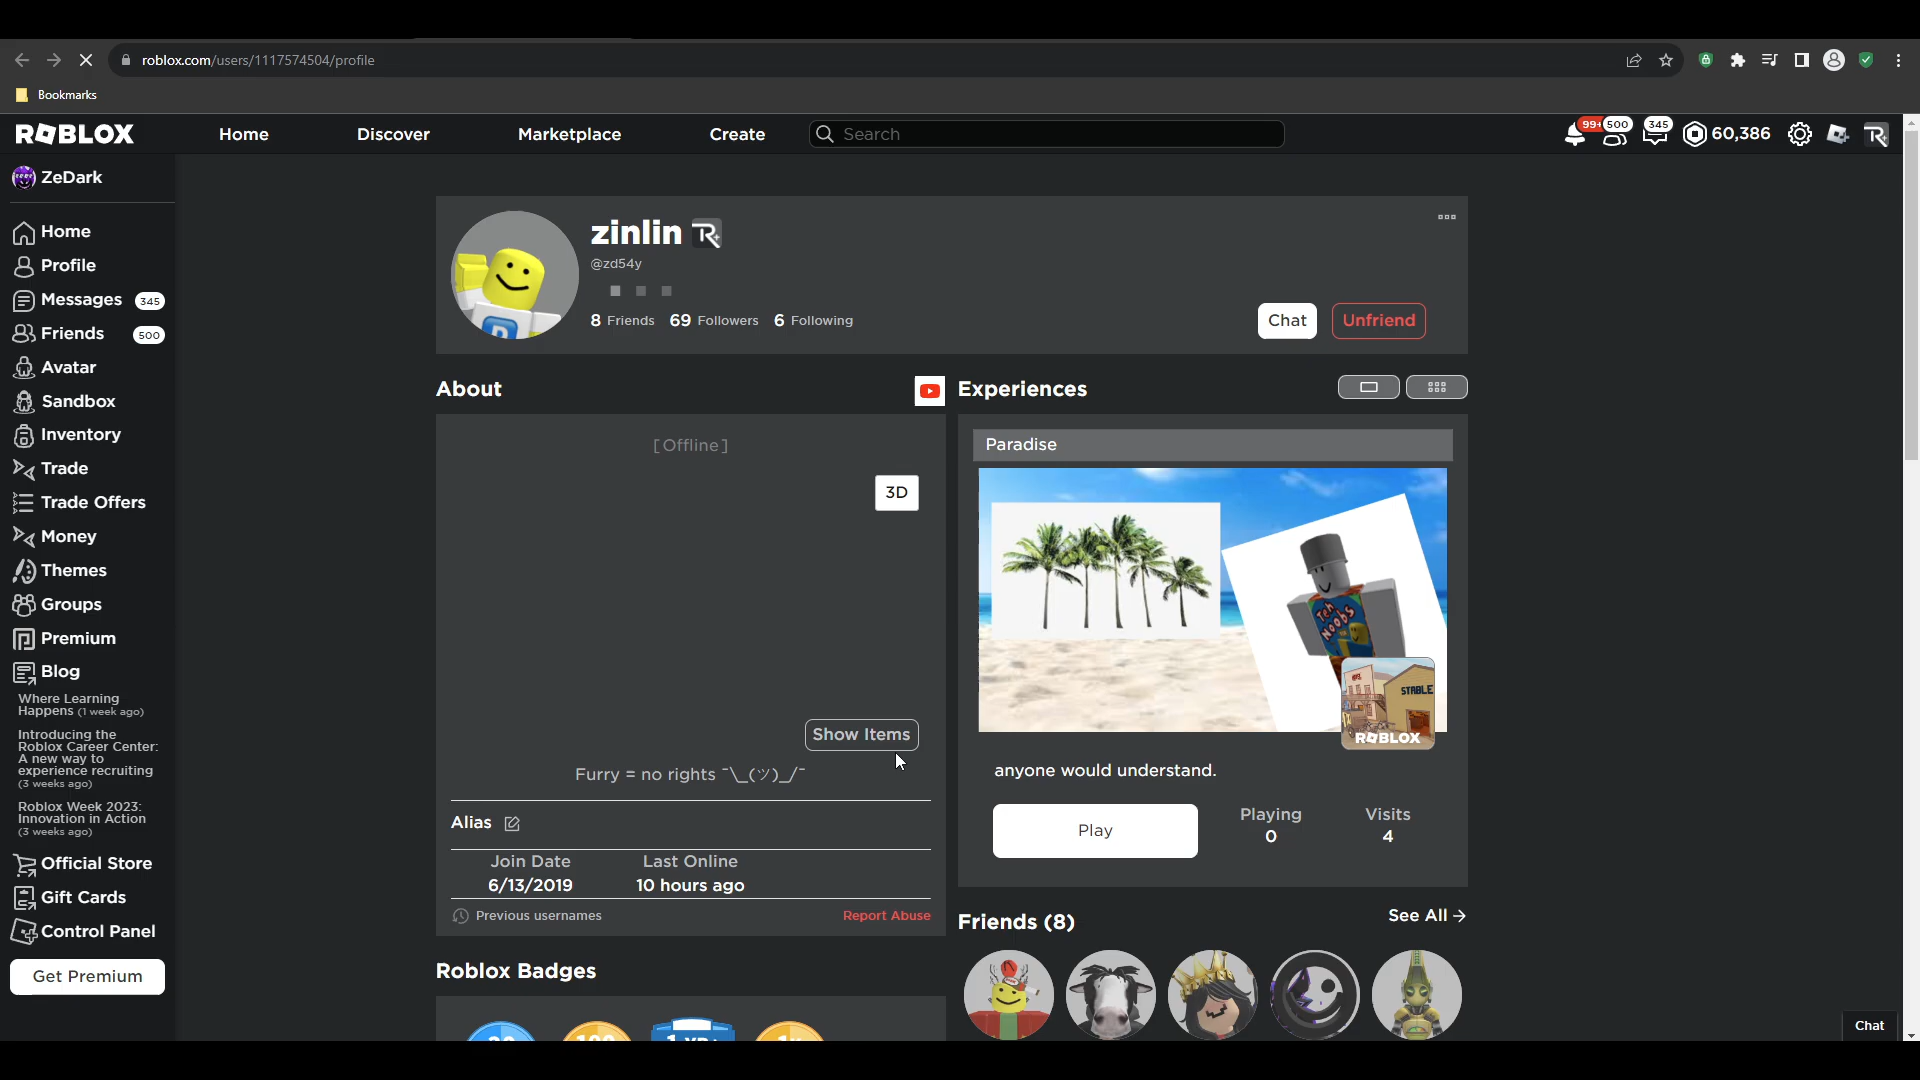 roblox.com/users/1117574504/profile
Bookmarks
ROBLOX
Home
Discover
Marketplace
Create
Search
99+
500
345
60,386
ZeDark
Home
Profile
Messages 345
Friends 500
Avatar
Sandbox
Inventory
Trade
Trade Offers
Money
Themes
Groups
Premium
Blog
Where Learning
Happens (1 week ago)
Introducing the
Roblox Career Center:
A new way to
experience recruiting
(3 weeks ago)
Roblox Week 2023:
Innovation in Action
(3 weeks ago)
Official Store
Gift Cards
Control Panel
Get Premium
zinlin
@zd54y
8 Friends 69 Followers 6 Following
Chat
Unfriend
About
[Offline]
3D
Show Items
Furry = no rights ¯\_(ツ)_/¯
Alias
Join Date
6/13/2019
Last Online
10 hours ago
Previous usernames
Report Abuse
Roblox Badges
Experiences
Paradise
Teh
Noobs
STABLE
ROBLOX
anyone would understand.
Play
Playing
0
Visits
4
Friends (8)
See All →
Chat